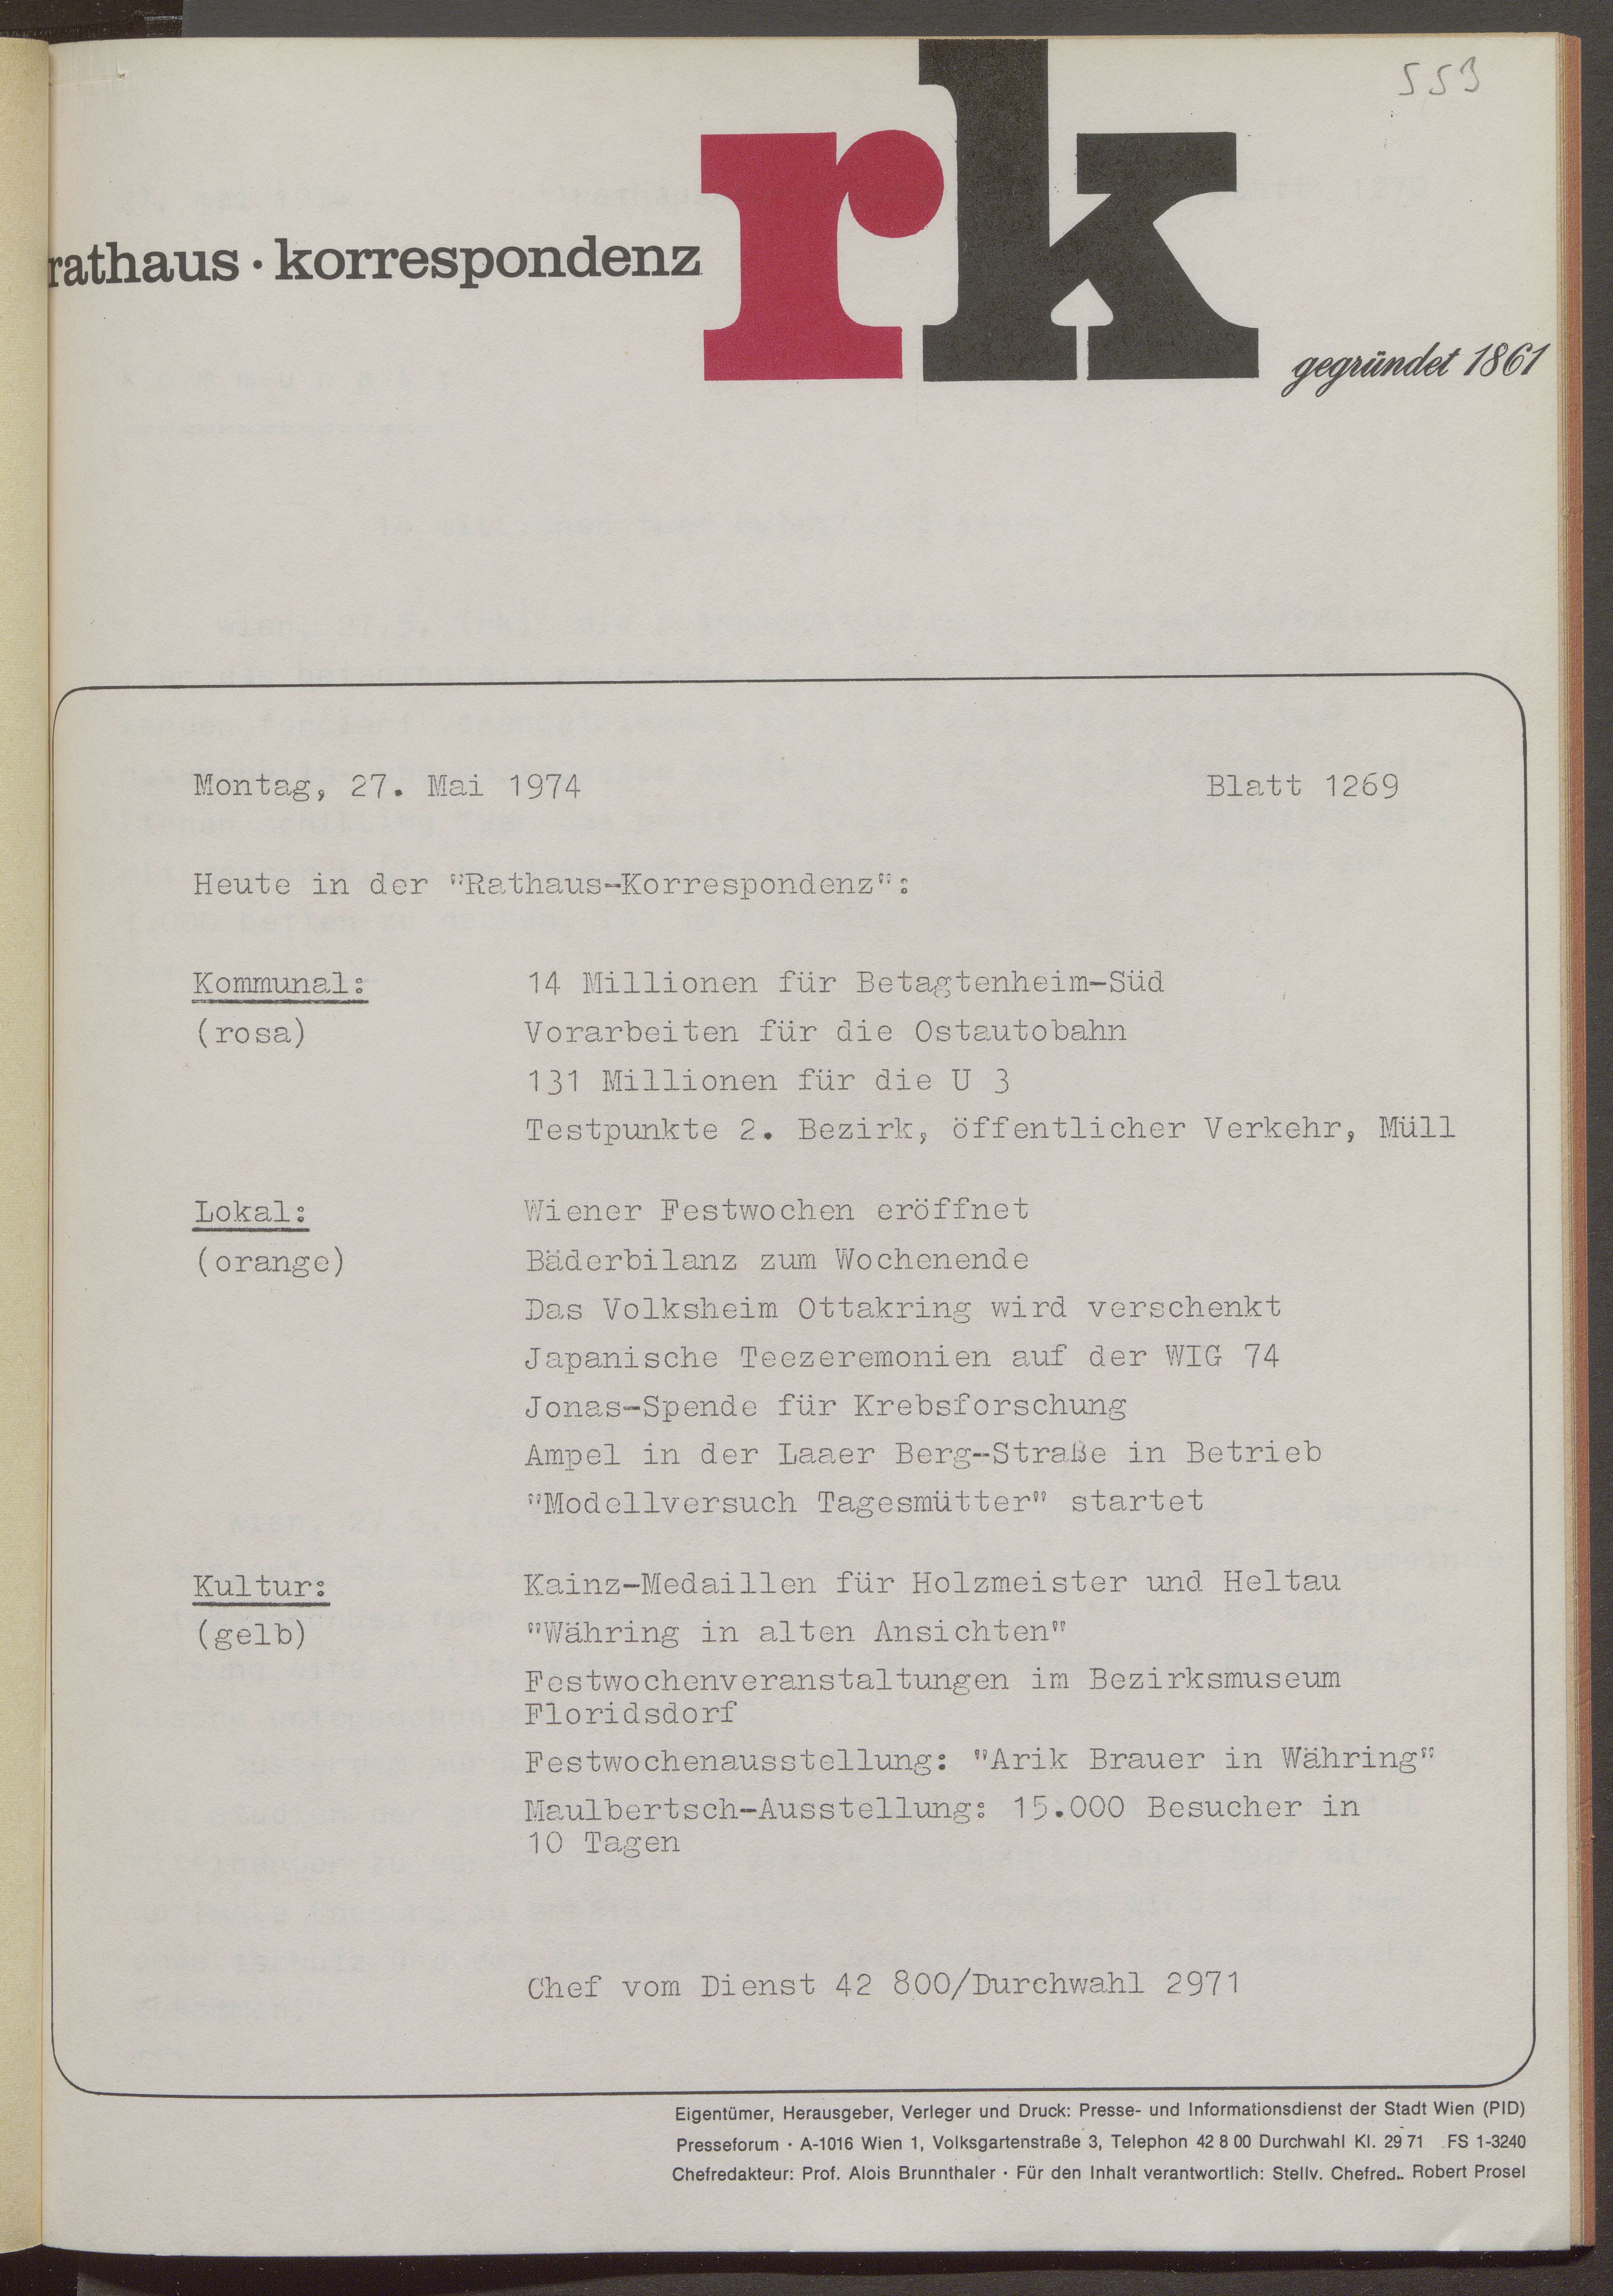 553
rk
rathaus · korrespondenz
gegründet 1861
Montag, 27. Mai 1974 Blatt 1269
Heute in der "Rathaus-Korrespondenz":
Kommunal: 14 Millionen für Betagtenheim-Süd
(rosa) Vorarbeiten für die Ostautobahn
131 Millionen für die U 3
Testpunkte 2. Bezirk, öffentlicher Verkehr, Müll
Lokal: Wiener Festwochen eröffnet
(orange) Bäderbilanz zum Wochenende
Das Volksheim Ottakring wird verschenkt
Japanische Teezeremonien auf der WIG 74
Jonas-Spende für Krebsforschung
Ampel in der Laaer Berg-Straße in Betrieb
"Modellversuch Tagesmütter" startet
Kultur: Kainz-Medaillen für Holzmeister und Heltau
(gelb) "Währing in alten Ansichten"
Festwochenveranstaltungen im Bezirksmuseum
Floridsdorf
Festwochenausstellung: "Arik Brauer in Währing"
Maulbertsch-Ausstellung: 15.000 Besucher in
10 Tagen
Chef vom Dienst 42 800/Durchwahl 2971
Eigentümer, Herausgeber, Verleger und Druck: Presse- und Informationsdienst der Stadt Wien (PID)
Presseforum · A-1016 Wien 1, Volksgartenstraße 3, Telephon 42 8 00 Durchwahl Kl. 29 71 FS 1-3240
Chefredakteur: Prof. Alois Brunnthaler · Für den Inhalt verantwortlich: Stellv. Chefred.. Robert Prosel